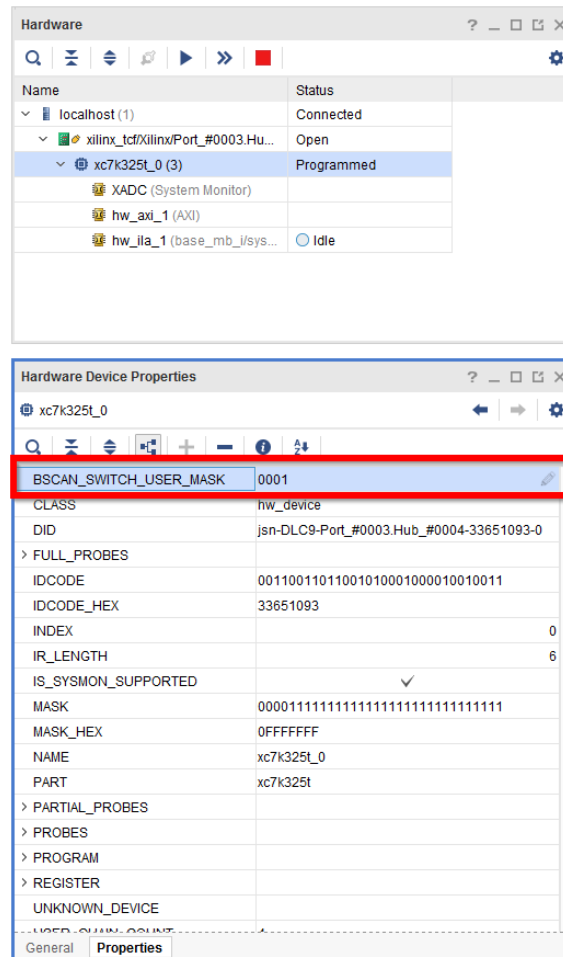 Hardware
Name Status
localhost (1) Connected
xilinx_tcf/Xilinx/Port_#0003.Hu... Open
xc7k325t_0 (3) Programmed
XADC (System Monitor)
hw_axi_1 (AXI)
hw_ila_1 (base_mb_i/sys... Idle
Hardware Device Properties
xc7k325t_0
BSCAN_SWITCH_USER_MASK 0001
CLASS hw_device
DID jsn-DLC9-Port_#0003.Hub_#0004-33651093-0
FULL_PROBES
IDCODE 00110011011001010001000010010011
IDCODE_HEX 33651093
INDEX 0
IR_LENGTH 6
IS_SYSMON_SUPPORTED
MASK 00001111111111111111111111111111
MASK_HEX 0FFFFFFF
NAME xc7k325t_0
PART xc7k325t
PARTIAL_PROBES
PROBES
PROGRAM
REGISTER
UNKNOWN_DEVICE
General Properties